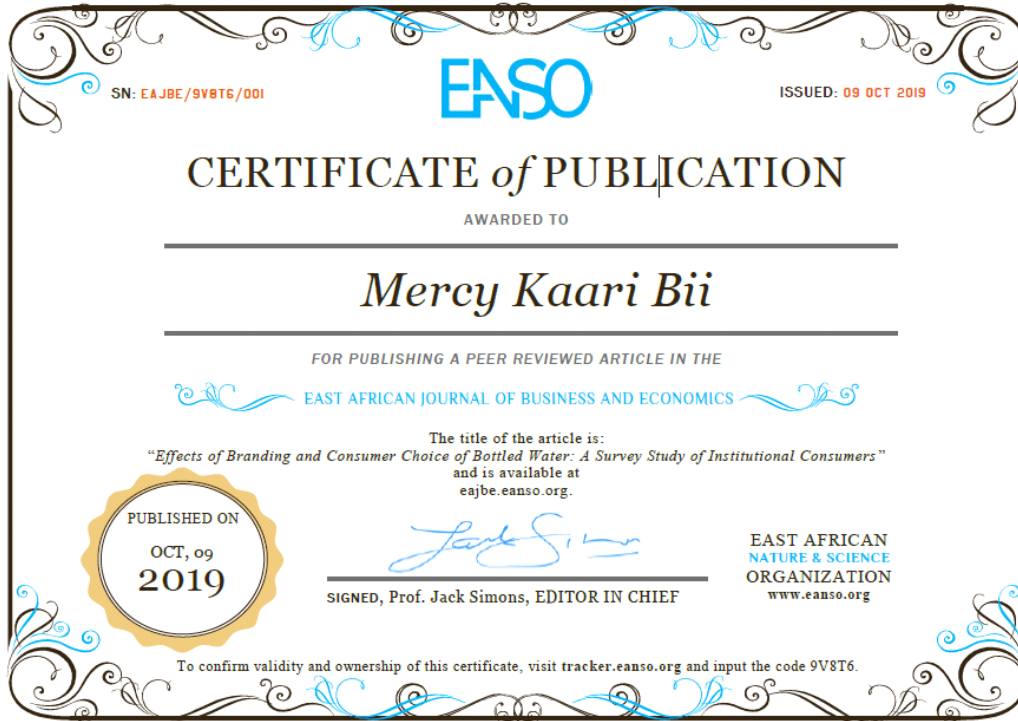 SN: EAJBE/9V8T6/001
ENSO
ISSUED: 09 OCT 2019
CERTIFICATE of PUBLICATION
AWARDED TO
Mercy Kaari Bii
FOR PUBLISHING A PEER REVIEWED ARTICLE IN THE
EAST AFRICAN JOURNAL OF BUSINESS AND ECONOMICS
The title of the article is:
“Effects of Branding and Consumer Choice of Bottled Water: A Survey Study of Institutional Consumers”
and is available at
eajbe.eanso.org.
PUBLISHED ON
OCT, 09
2019
Jack Simons
SIGNED, Prof. Jack Simons, EDITOR IN CHIEF
EAST AFRICAN
NATURE & SCIENCE
ORGANIZATION
www.eanso.org
To confirm validity and ownership of this certificate, visit tracker.eanso.org and input the code 9V8T6.